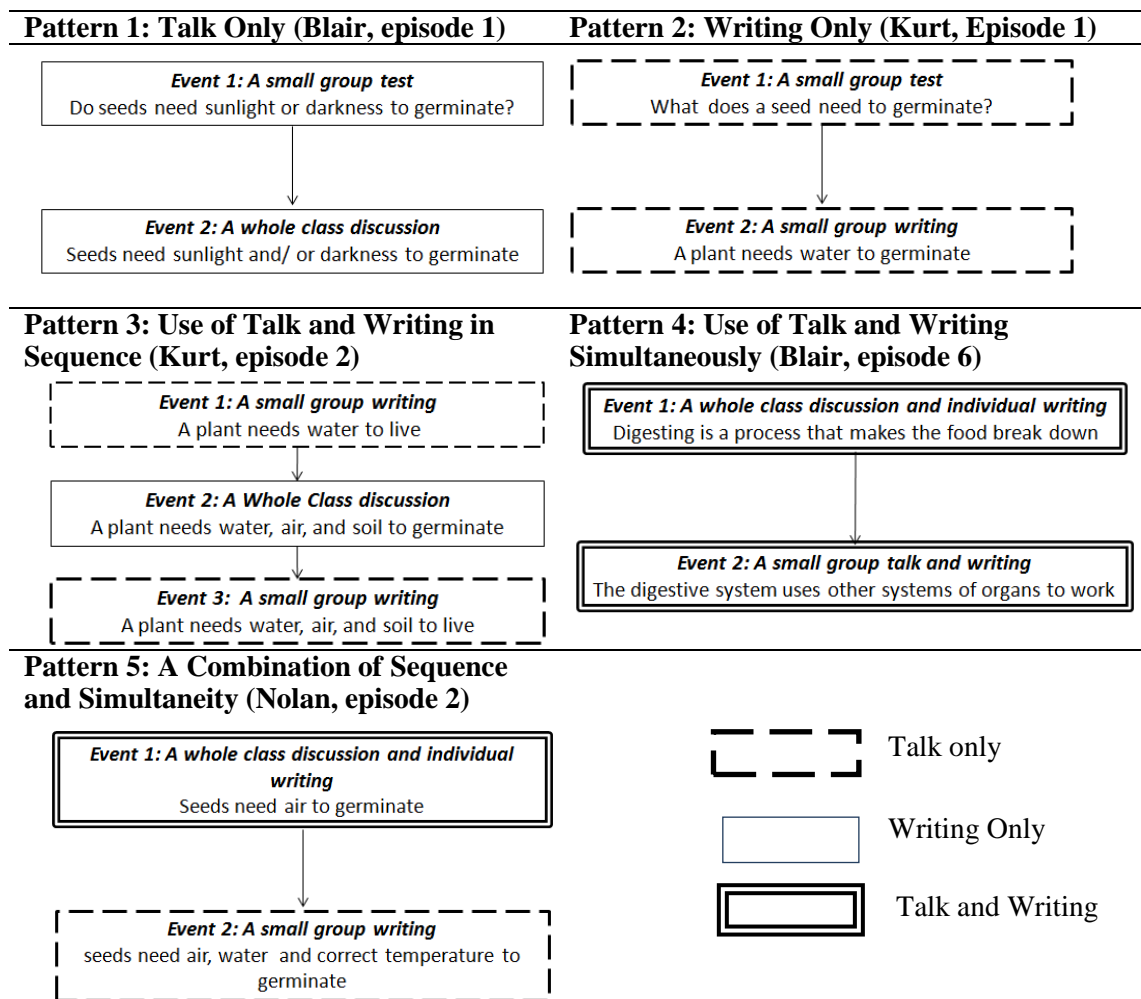 Pattern 1: Talk Only (Blair, episode 1)
Event 1: A small group test
Do seeds need sunlight or darkness to germinate?
Event 2: A whole class discussion
Seeds need sunlight and/ or darkness to germinate
Pattern 2: Writing Only (Kurt, Episode 1)
Event 1: A small group test
What does a seed need to germinate?
Event 2: A small group writing
A plant needs water to germinate
Pattern 3: Use of Talk and Writing in
Sequence (Kurt, episode 2)
Event 1: A small group writing
A plant needs water to live
Event 2: A Whole Class discussion
A plant needs water, air, and soil to germinate
Event 3: A small group writing
A plant needs water, air, and soil to live
Pattern 4: Use of Talk and Writing
Simultaneously (Blair, episode 6)
Event 1: A whole class discussion and individual writing
Digesting is a process that makes the food break down
Event 2: A small group talk and writing
The digestive system uses other systems of organs to work
Pattern 5: A Combination of Sequence
and Simultaneity (Nolan, episode 2)
Event 1: A whole class discussion and individual
writing
Seeds need air to germinate
Event 2: A small group writing
seeds need air, water and correct temperature to
germinate
Talk only
Writing Only
Talk and Writing